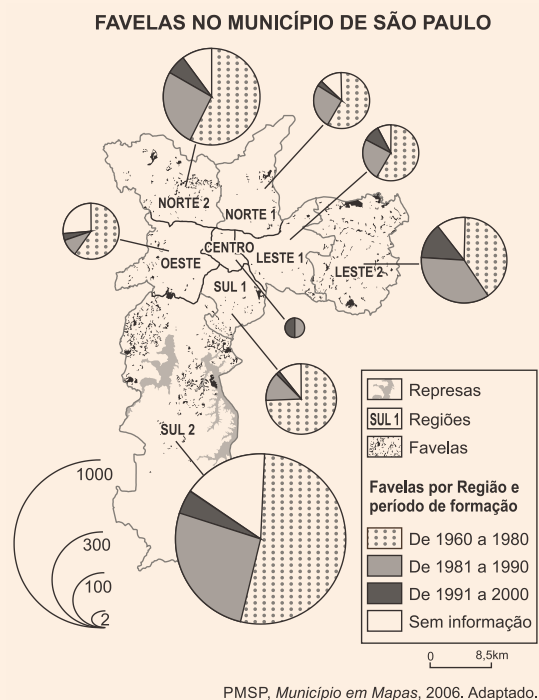 FAVELAS NO MUNICÍPIO DE SÃO PAULO
NORTE 2
NORTE 1
CENTRO
OESTE
LESTE 1
LESTE 2
SUL 1
SUL 2
1000
300
100
2
Represas
SUL 1 Regiões
Favelas
Favelas por Região e
período de formação
De 1960 a 1980
De 1981 a 1990
De 1991 a 2000
Sem informação
0 8,5km
PMSP, Município em Mapas, 2006. Adaptado.